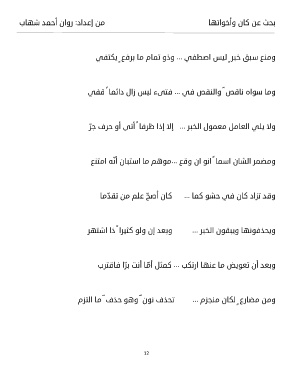 بحث عن كان وأخواتها من إعداد: روان أحمد شهاب
ومنع سبق خبر ٍليس اصطفي ... وذو تمام ما برفع ٍيكتفي
وما سواه ناقص ٌوالنقص في ... فتىء ليس زال دائما ًقفي
ولا يلي العامل معمول الخبر ... إلا إذا ظرفا ًأتى أو حرف جرّ
ومضمر الشان اسما ًانو ان وقع ...موهم ما استبان أنّه امتنع
وقد تزاد كان في حشو كما ... كان أصحّ علم من تقدّما
ويحذفونها ويبقون الخبر ... وبعد إن ولو كثيرا ًذا اشتهر
وبعد أن تعويض ما عنها ارتكب ... كمثل أمّا أنت برّا فاقترب
ومن مضارع ٍلكان منجزم ... تحذف نون ٌوهو حذف ٌما التزم
12